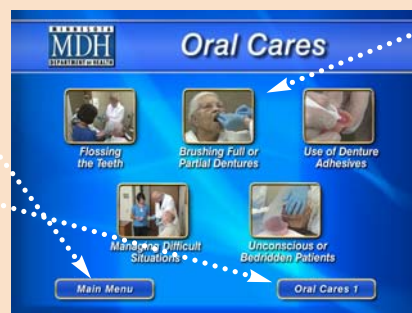 MINNESOTA
MDH
DEPARTMENT of HEALTH
Oral Cares
Flossing
the Teeth
Brushing Full or
Partial Dentures
Use of Denture
Adhesives
Managing Difficult
Situations
Unconscious or
Bedridden Patients
Main Menu
Oral Cares 1